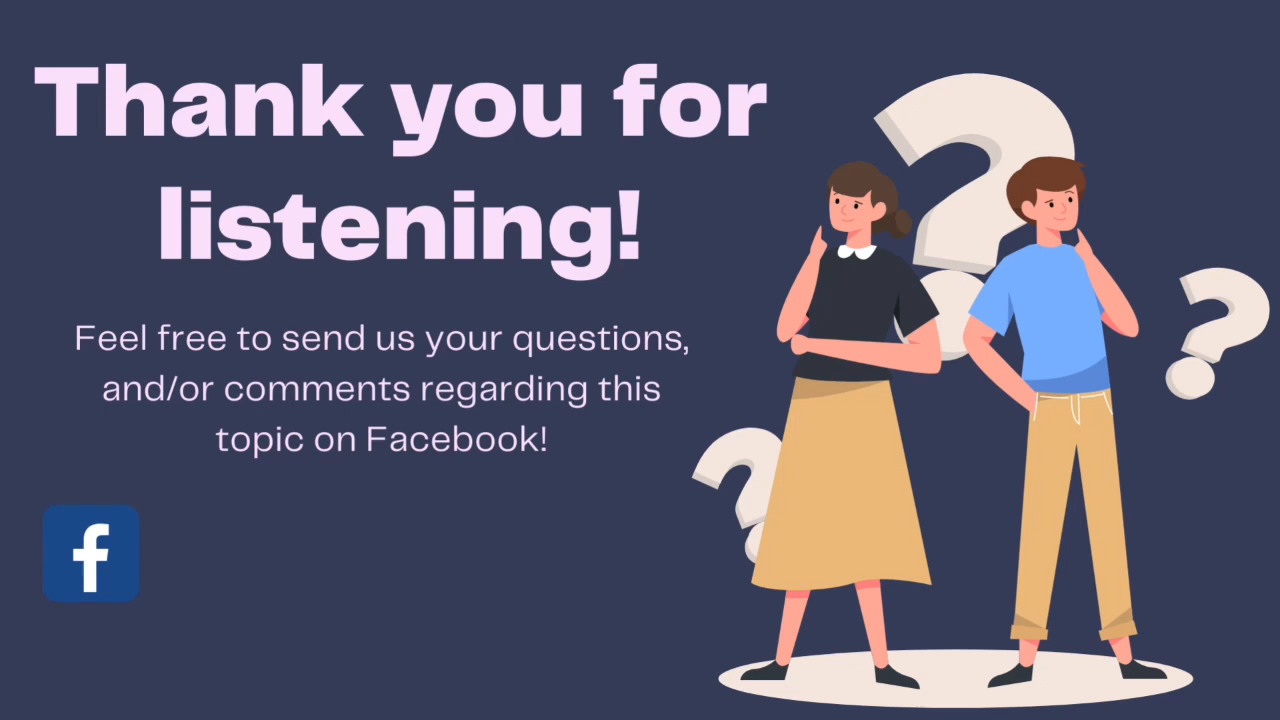 Thank you for
listening!
Feel free to send us your questions,
and/or comments regarding this
topic on Facebook!
f